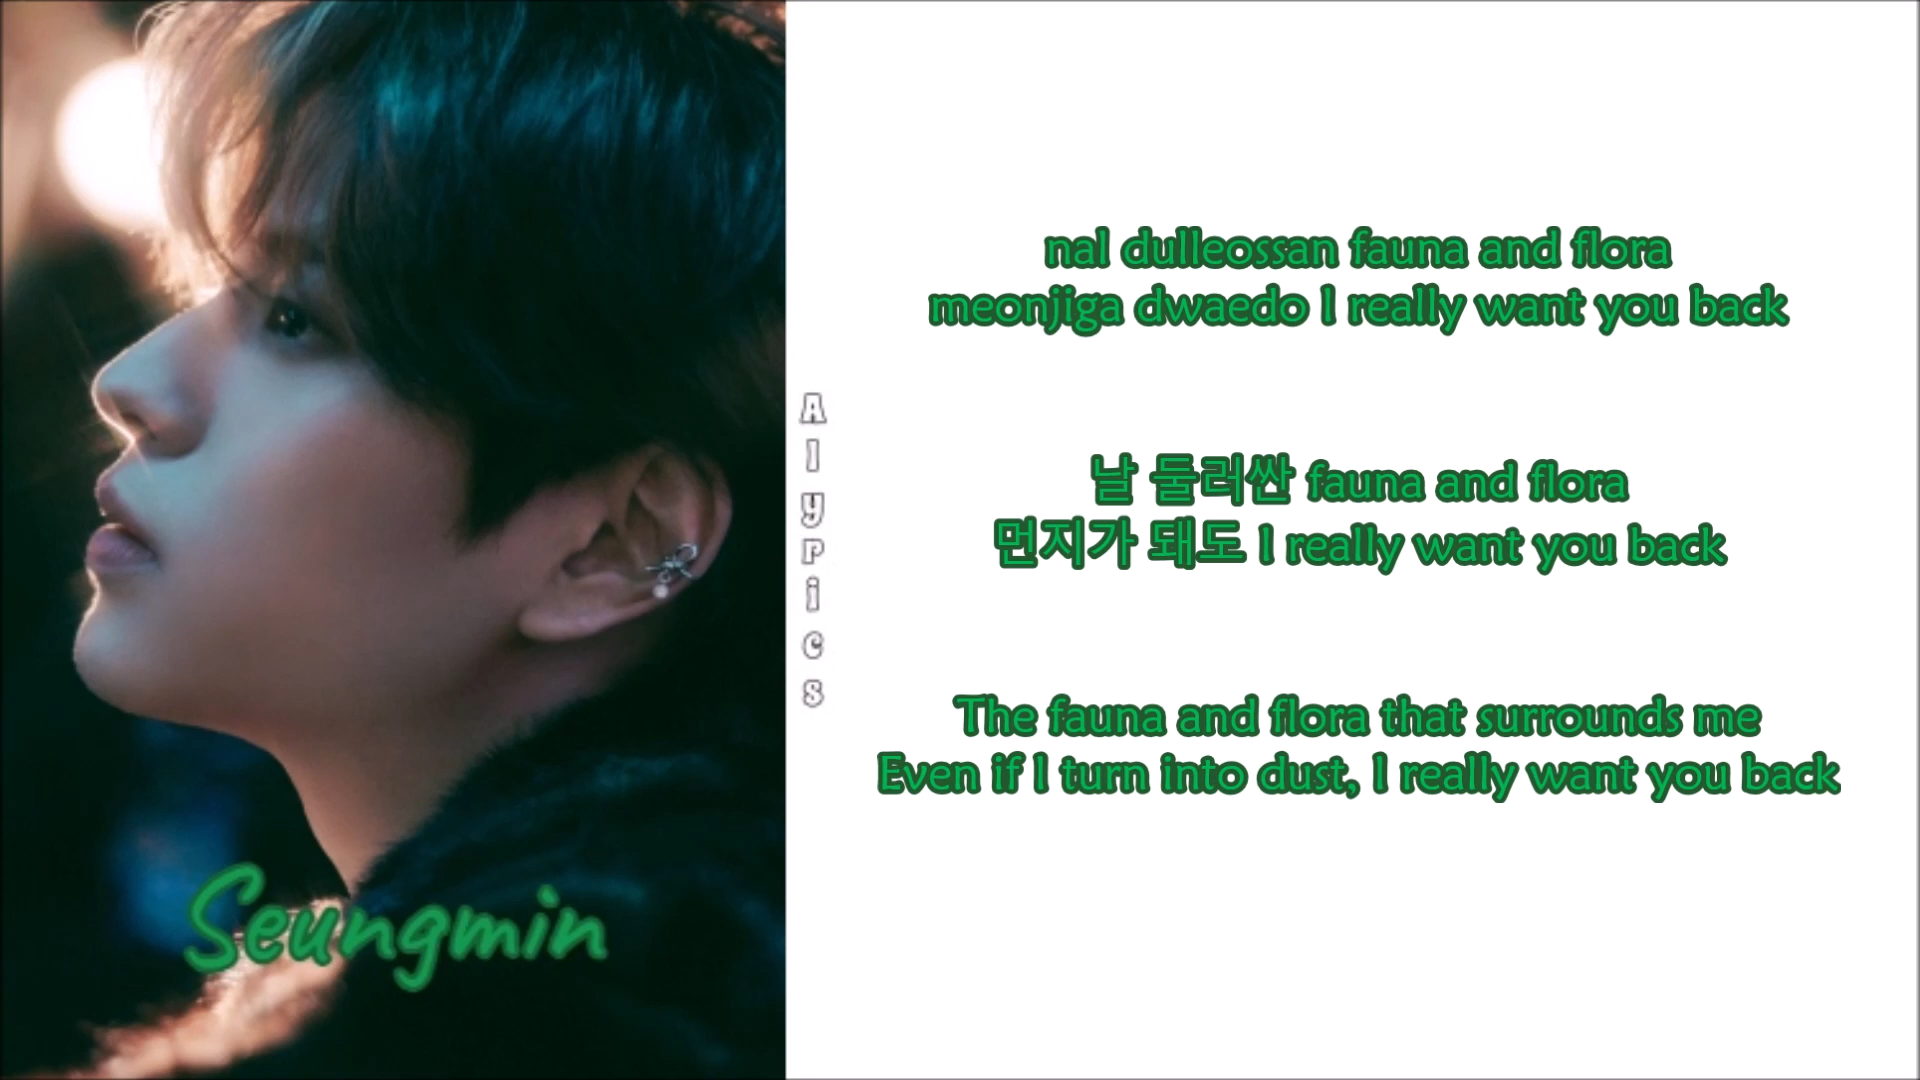 Seungmin
Alypics
nal dulleossan fauna and flora
meonjiga dwaedo I really want you back
날 둘러싼 fauna and flora
먼지가 돼도 I really want you back
The fauna and flora that surrounds me
Even if I turn into dust, I really want you back